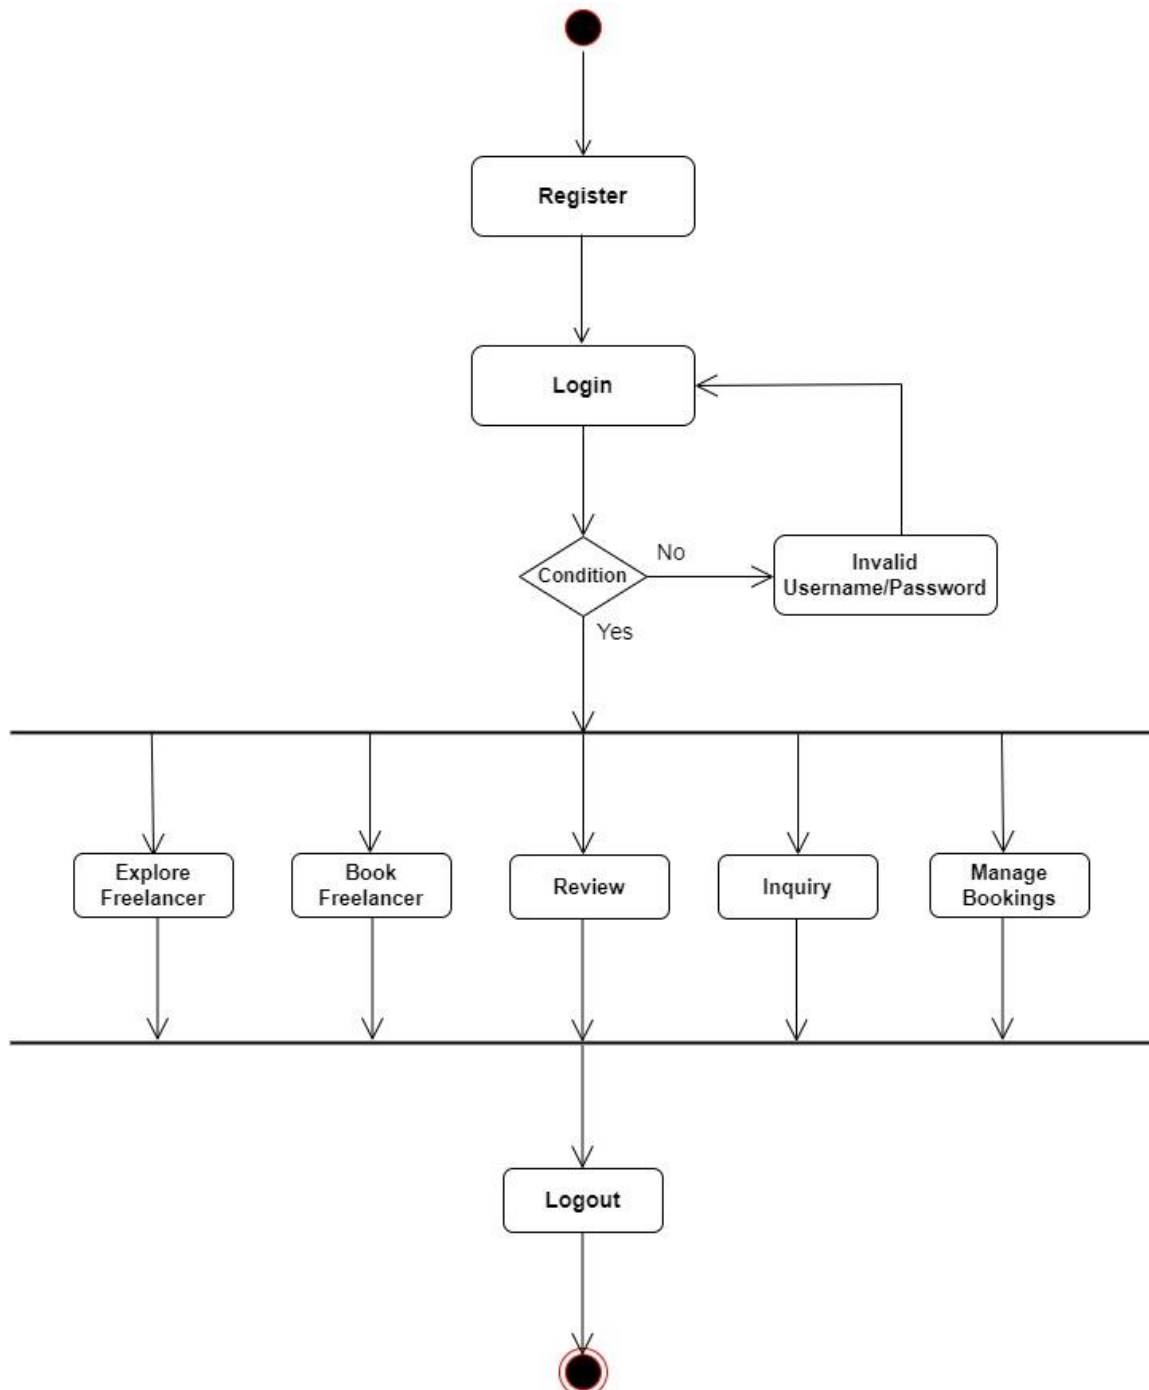 Register
Login
Condition
No
Invalid
Username/Password
Yes
Explore
Freelancer
Book
Freelancer
Review
Inquiry
Manage
Bookings
Logout